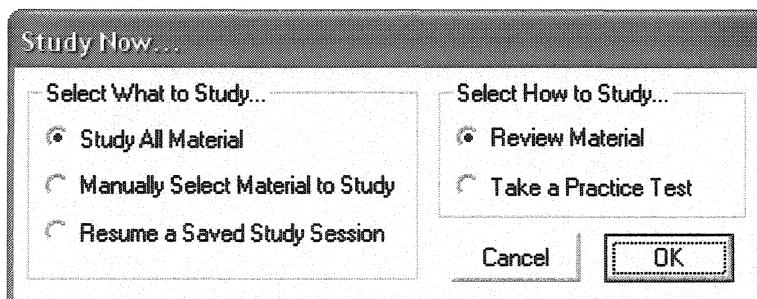 Study Now...
Select What to Study...
Study All Material
Manually Select Material to Study
Resume a Saved Study Session
Select How to Study...
Review Material
Take a Practice Test
Cancel
OK